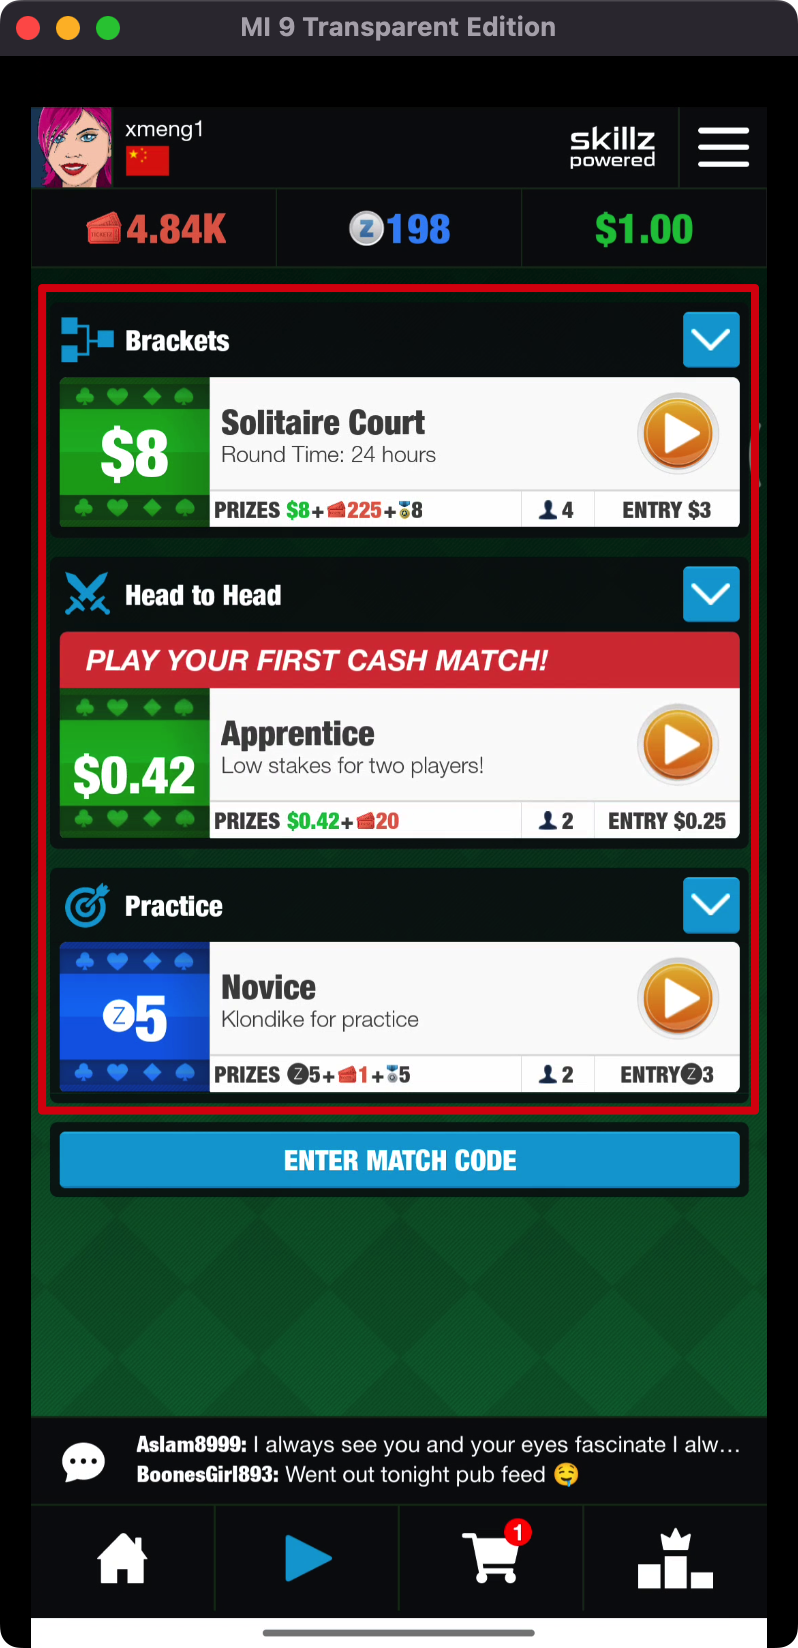 MI 9 Transparent Edition
xmeng1
skillz
powered
4.84K
Z 198
$1.00
Brackets
$8
Solitaire Court
Round Time: 24 hours
PRIZES $8+225+8
4
ENTRY $3
Head to Head
PLAY YOUR FIRST CASH MATCH!
$0.42
Apprentice
Low stakes for two players!
PRIZES $0.42+20
2
ENTRY $0.25
Practice
Z5
Novice
Klondike for practice
PRIZES Z5+1+5
2
ENTRY Z3
ENTER MATCH CODE
Aslam8999: I always see you and your eyes fascinate I alw...
BoonesGirl893: Went out tonight pub feed 🤤
1